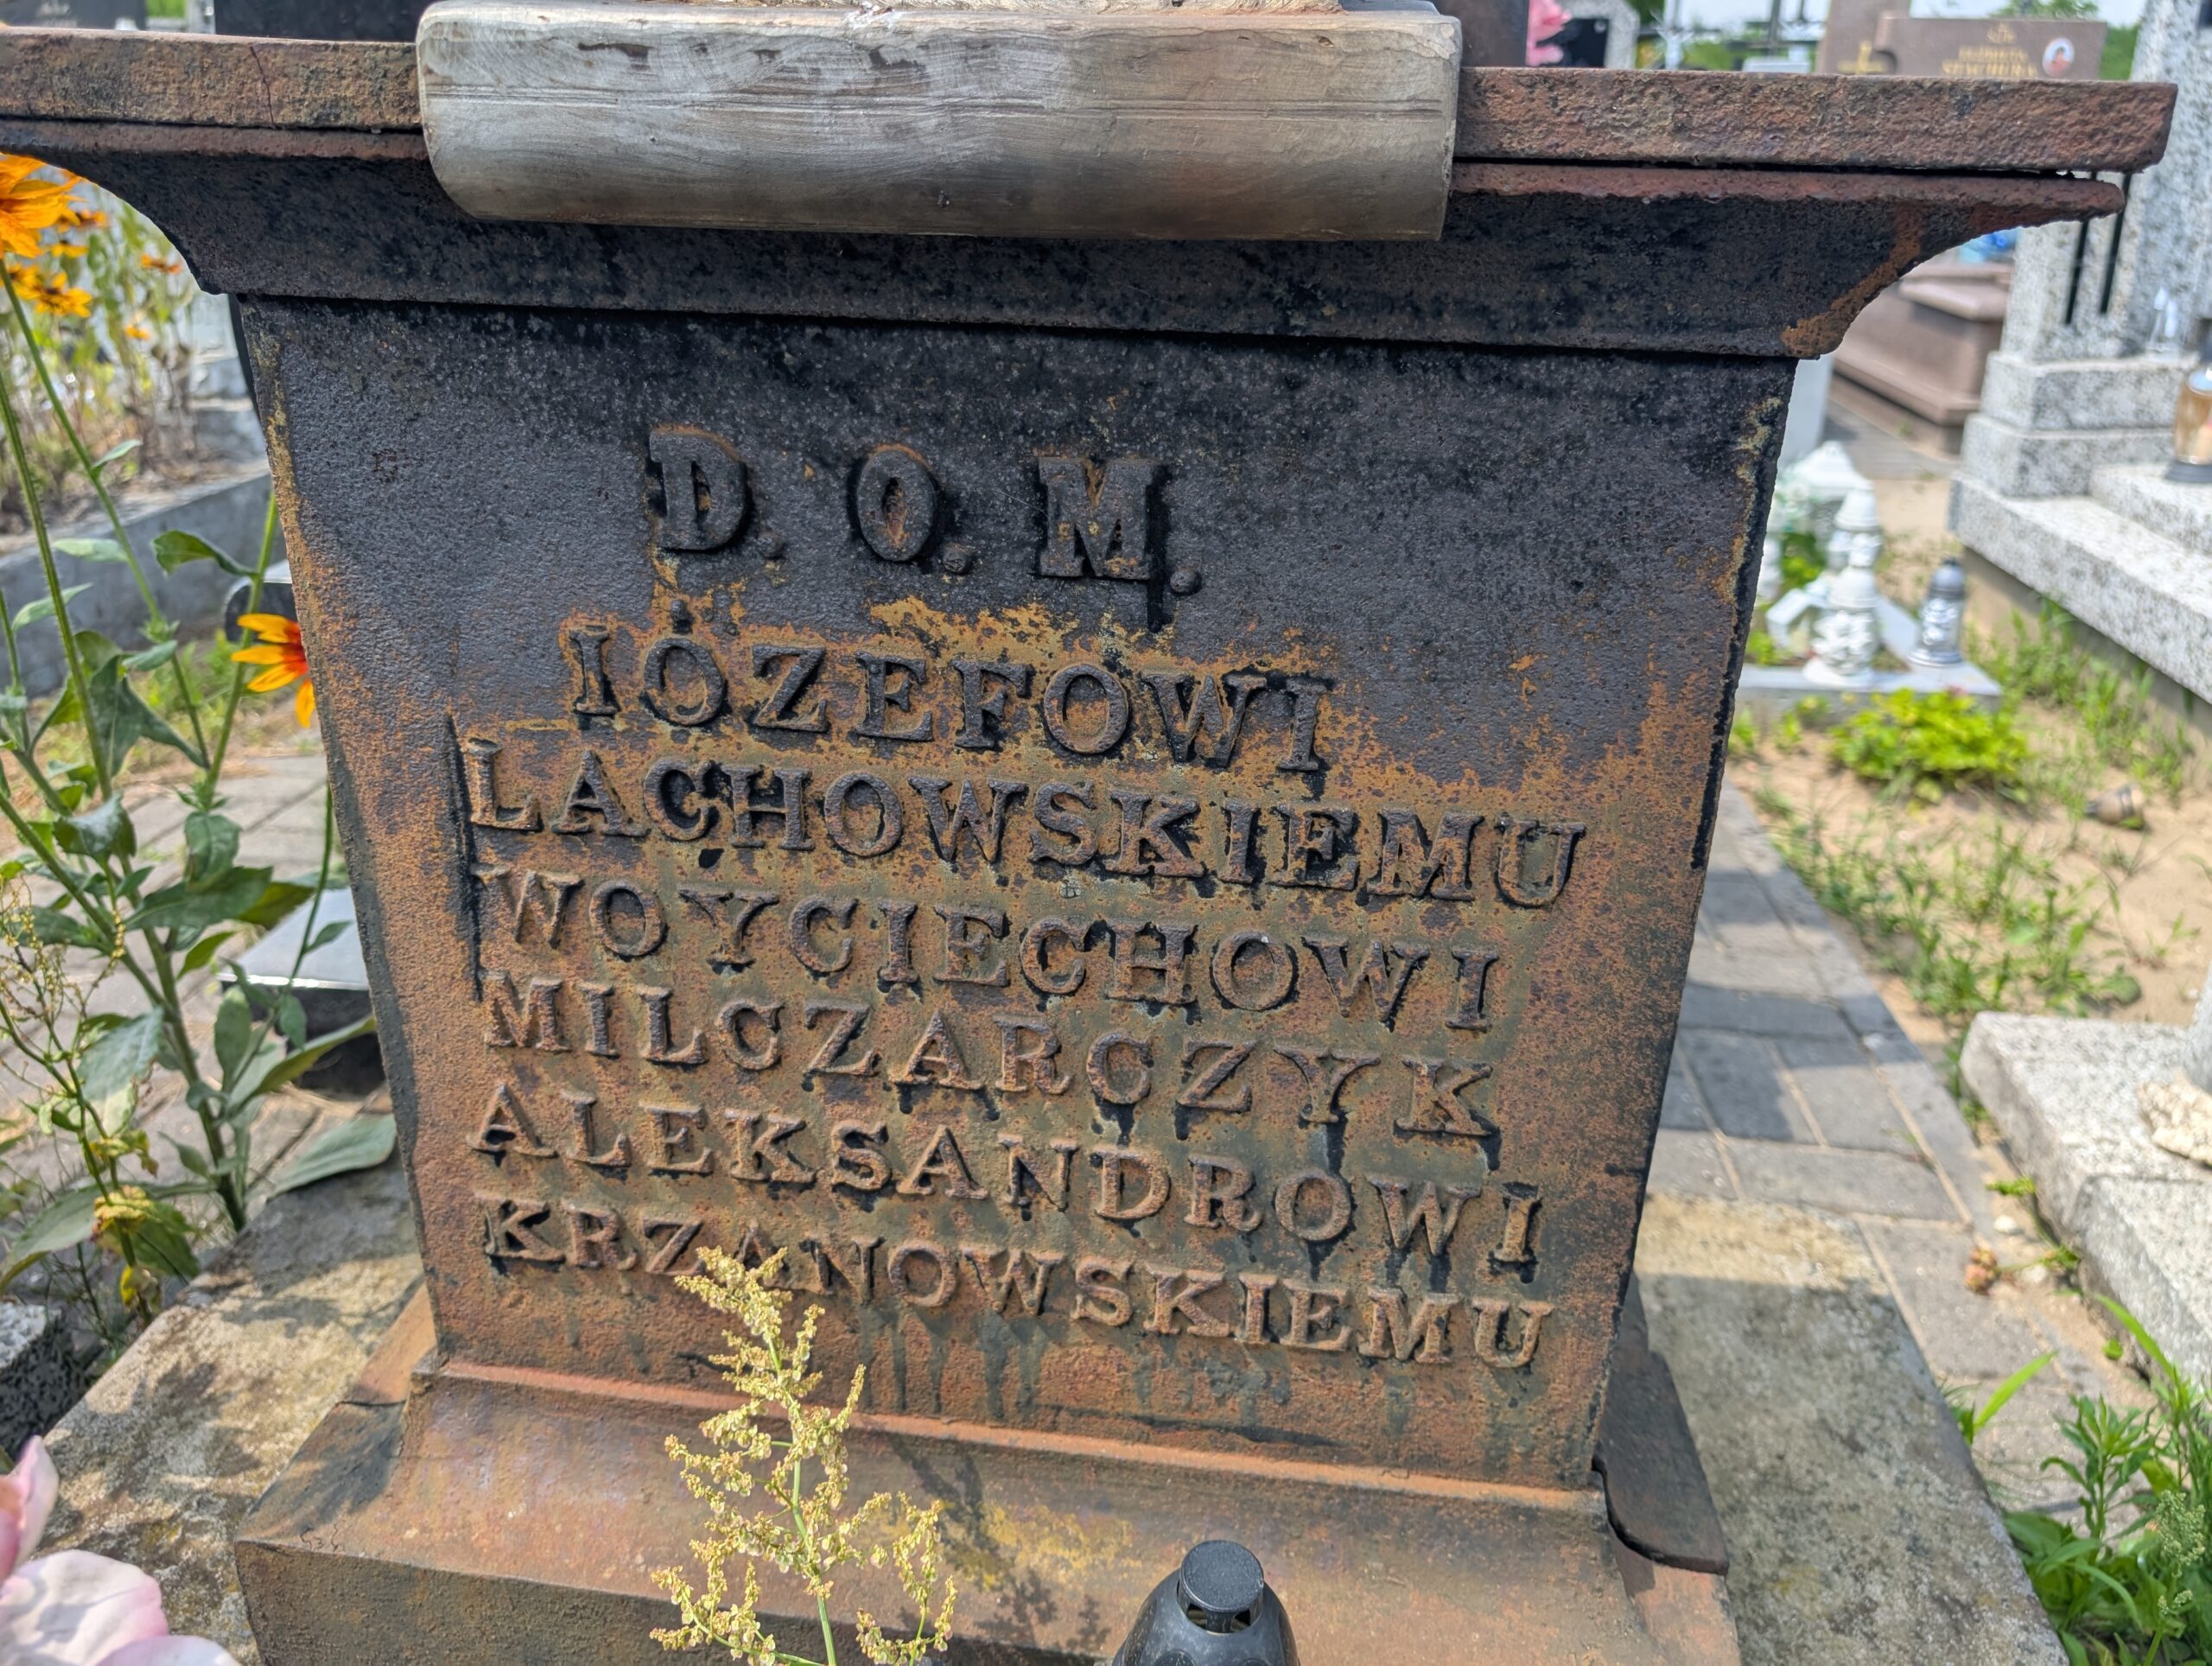 D. O. M.
IÓZEFOWI
LACHOWSKIEMU
WOYCIECHOWI
MILCZARCZYK
ALEKSANDROWI
KRZANOWSKIEMU